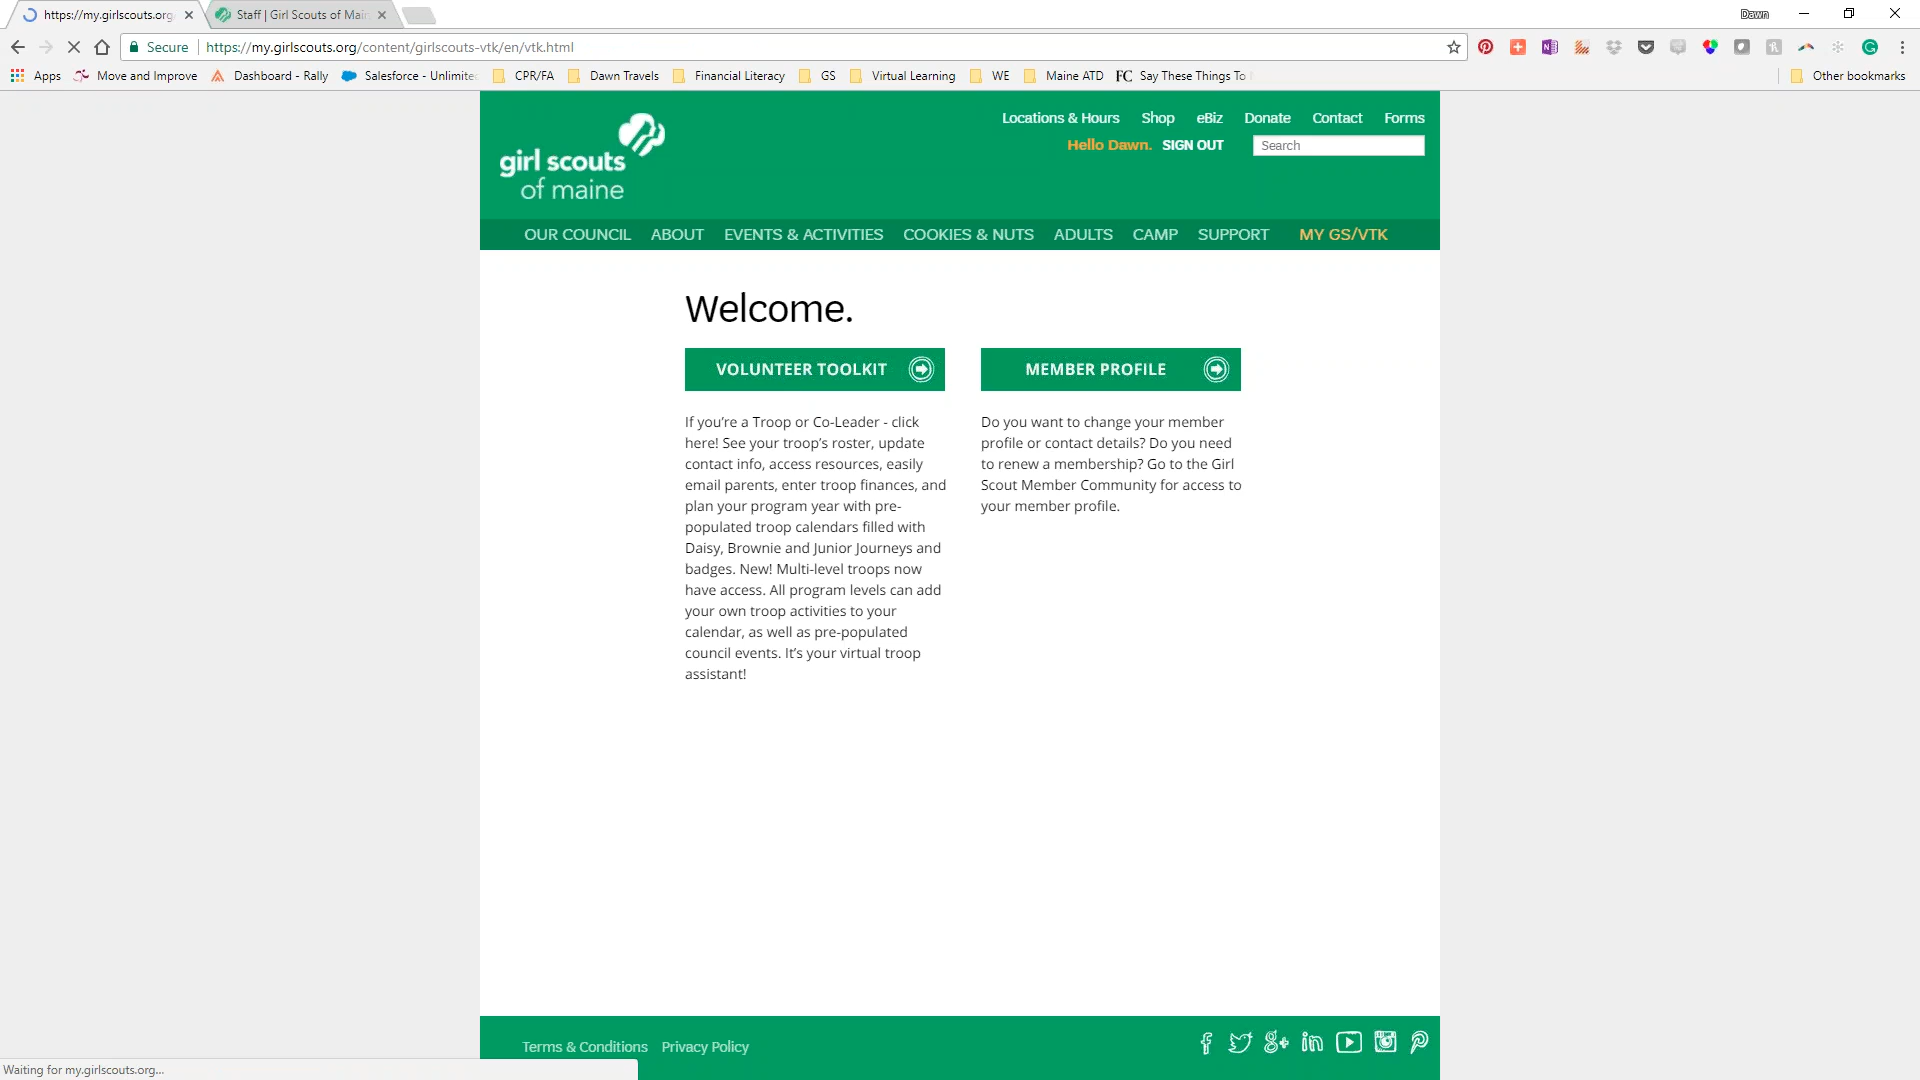 https://my.girlscouts.org
Staff | Girl Scouts of Main
Dawn
Secure
https://my.girlscouts.org/content/girlscouts-vtk/en/vtk.html
Apps
Move and Improve
Dashboard - Rally
Salesforce - Unlimited
CPR/FA
Dawn Travels
Financial Literacy
GS
Virtual Learning
WE
Maine ATD
FC
Say These Things To
Other bookmarks
girl scouts
of maine
Locations & Hours
Shop
eBiz
Donate
Contact
Forms
Hello Dawn.
SIGN OUT
Search
OUR COUNCIL
ABOUT
EVENTS & ACTIVITIES
COOKIES & NUTS
ADULTS
CAMP
SUPPORT
MY GS/VTK
Welcome.
VOLUNTEER TOOLKIT
If you’re a Troop or Co-Leader - click
here! See your troop’s roster, update
contact info, access resources, easily
email parents, enter troop finances, and
plan your program year with pre-
populated troop calendars filled with
Daisy, Brownie and Junior Journeys and
badges. New! Multi-level troops now
have access. All program levels can add
your own troop activities to your
calendar, as well as pre-populated
council events. It’s your virtual troop
assistant!
MEMBER PROFILE
Do you want to change your member
profile or contact details? Do you need
to renew a membership? Go to the Girl
Scout Member Community for access to
your member profile.
Terms & Conditions
Privacy Policy
Waiting for my.girlscouts.org...